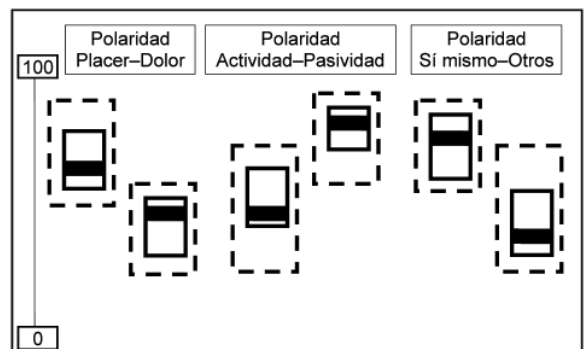 Polaridad
Placer–Dolor
Polaridad
Actividad–Pasividad
Polaridad
Sí mismo–Otros
100
0